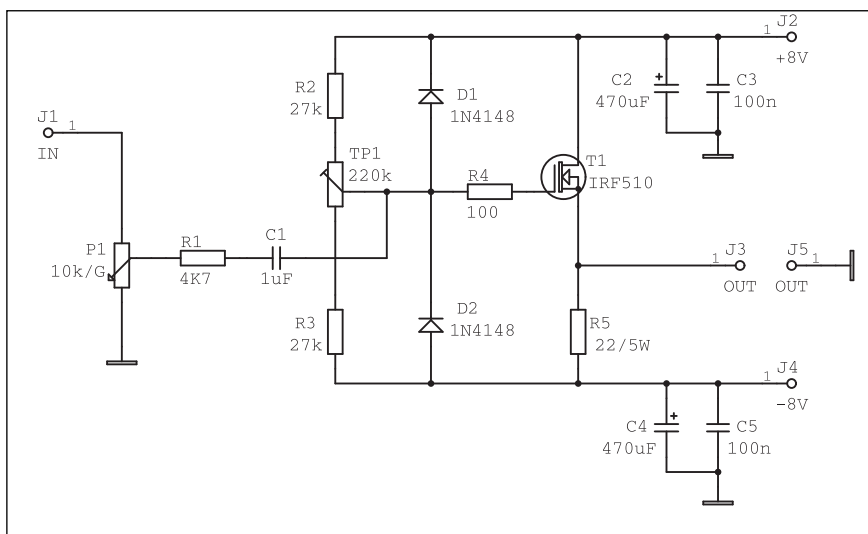 J1
1
IN
P1
10k/G
R1
4K7
C1
1uF
R2
27k
TP1
220k
R3
27k
D1
1N4148
D2
1N4148
R4
100
T1
IRF510
R5
22/5W
C2
+
470uF
C3
100n
J2
1
+8V
J3
1
OUT
J5
1
OUT
J4
1
-8V
C4
+
470uF
C5
100n